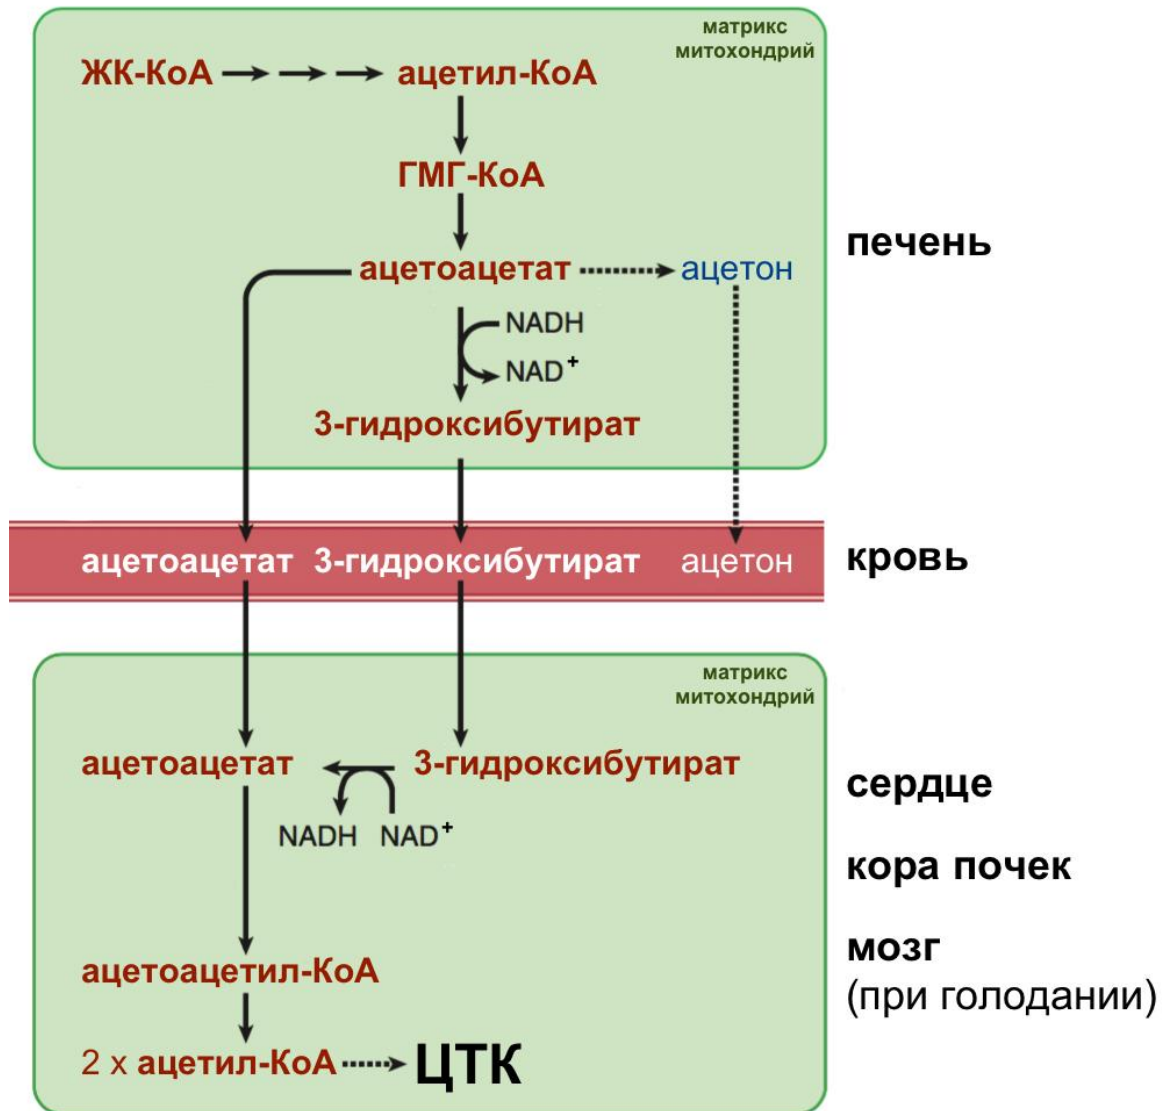 матрикс
митохондрий
ЖК-КоА ацетил-КоА
ГМГ-КоА
печень
ацетоацетат ацетон
NADH
NAD+
3-гидроксибутират
ацетоацетат 3-гидроксибутират ацетон кровь
матрикс
митохондрий
ацетоацетат 3-гидроксибутират
сердце
NADH NAD+
кора почек
мозг
ацетоацетил-КоА
(при голодании)
2 x ацетил-КоА ЦТК